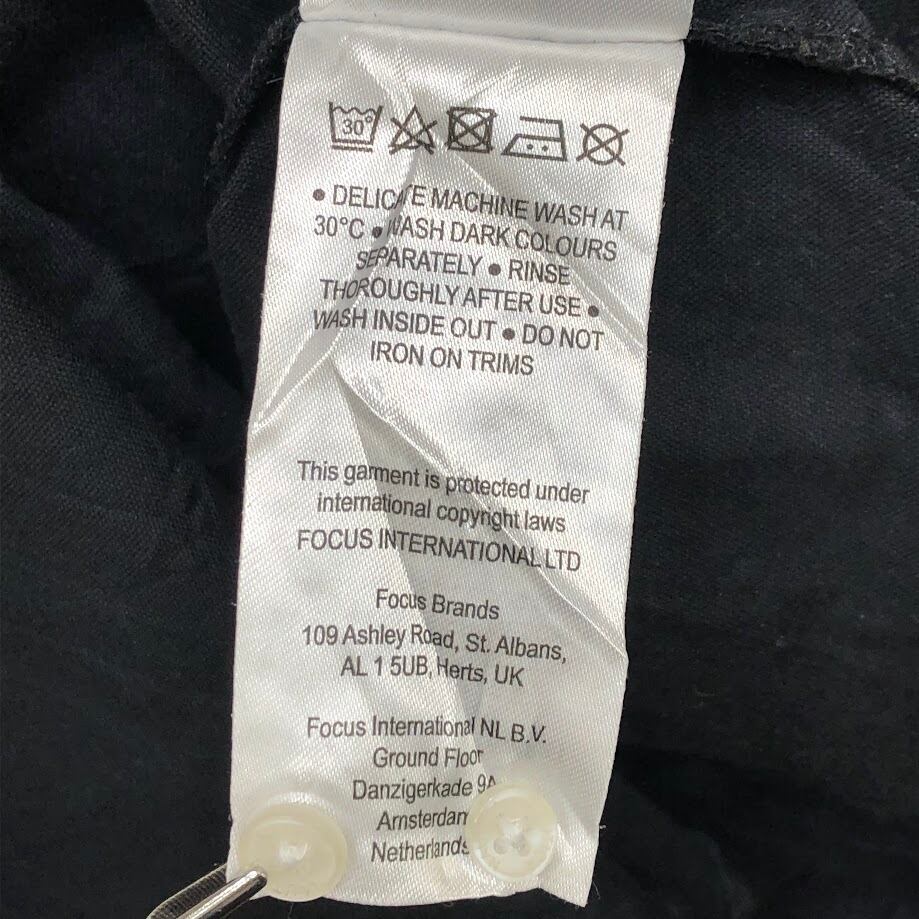 30°
• DELICATE MACHINE WASH AT
30°C • WASH DARK COLOURS
SEPARATELY • RINSE
THOROUGHLY AFTER USE •
WASH INSIDE OUT • DO NOT
IRON ON TRIMS
This garment is protected under
international copyright laws
FOCUS INTERNATIONAL LTD
Focus Brands
109 Ashley Road, St. Albans,
AL 1 5UB, Herts, UK
Focus International NL B.V.
Ground Floor
Danzigerkade 9A
Amsterdam
Netherlands